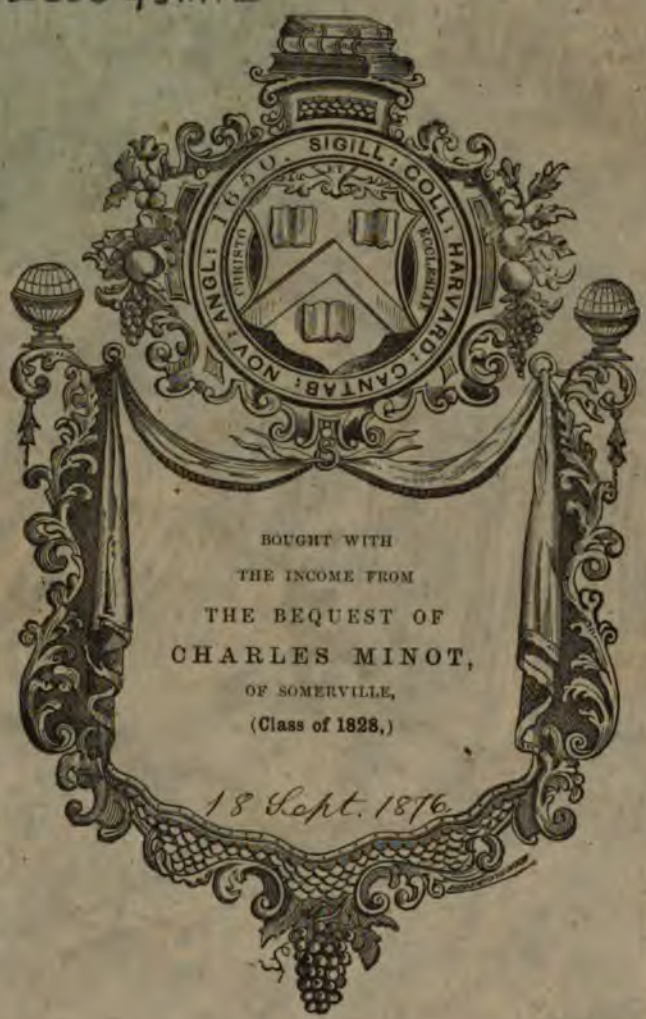 SIGILL: COLL: HARVARD: CANTAB: NOV: ANGL: 1650.
ET
CHRISTO
ECCLESIAE
BOUGHT WITH
THE INCOME FROM
THE BEQUEST OF
CHARLES MINOT,
OF SOMERVILLE,
(Class of 1828,)
18 Sept. 1876.